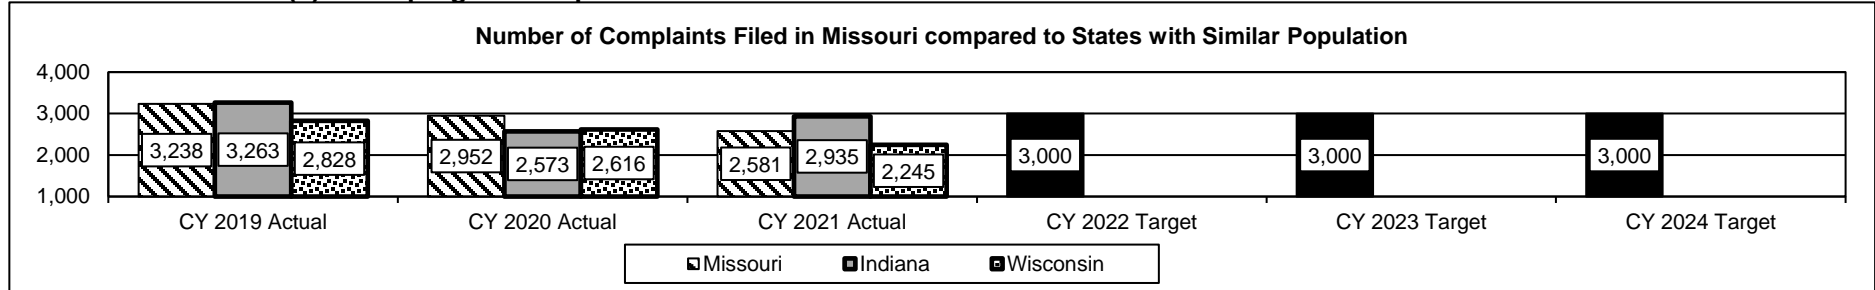 Number of Complaints Filed in Missouri compared to States with Similar Population
4,000
3,000
2,000
1,000
3,238 3,263 2,828 2,952 2,573 2,616 2,581 2,935 2,245 3,000 3,000 3,000
CY 2019 Actual CY 2020 Actual CY 2021 Actual CY 2022 Target CY 2023 Target CY 2024 Target
Missouri Indiana Wisconsin